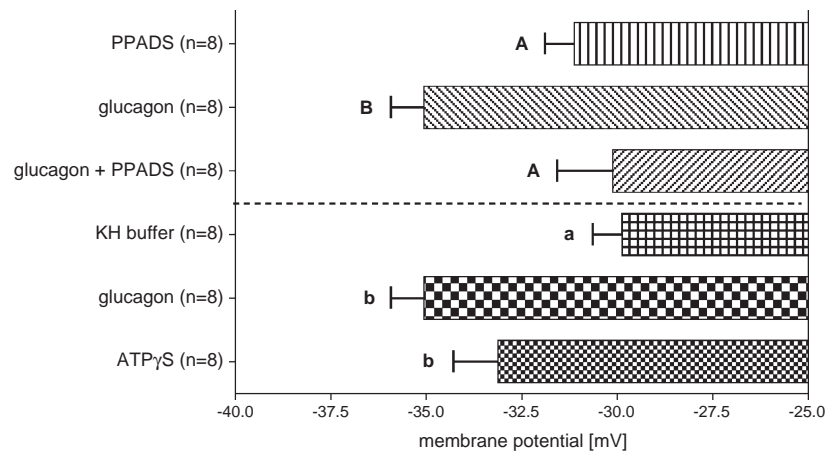 PPADS (n=8)
A
glucagon (n=8)
B
glucagon + PPADS (n=8)
A
KH buffer (n=8)
a
glucagon (n=8)
b
ATPγS (n=8)
b
-40.0 -37.5 -35.0 -32.5 -30.0 -27.5 -25.0
membrane potential [mV]